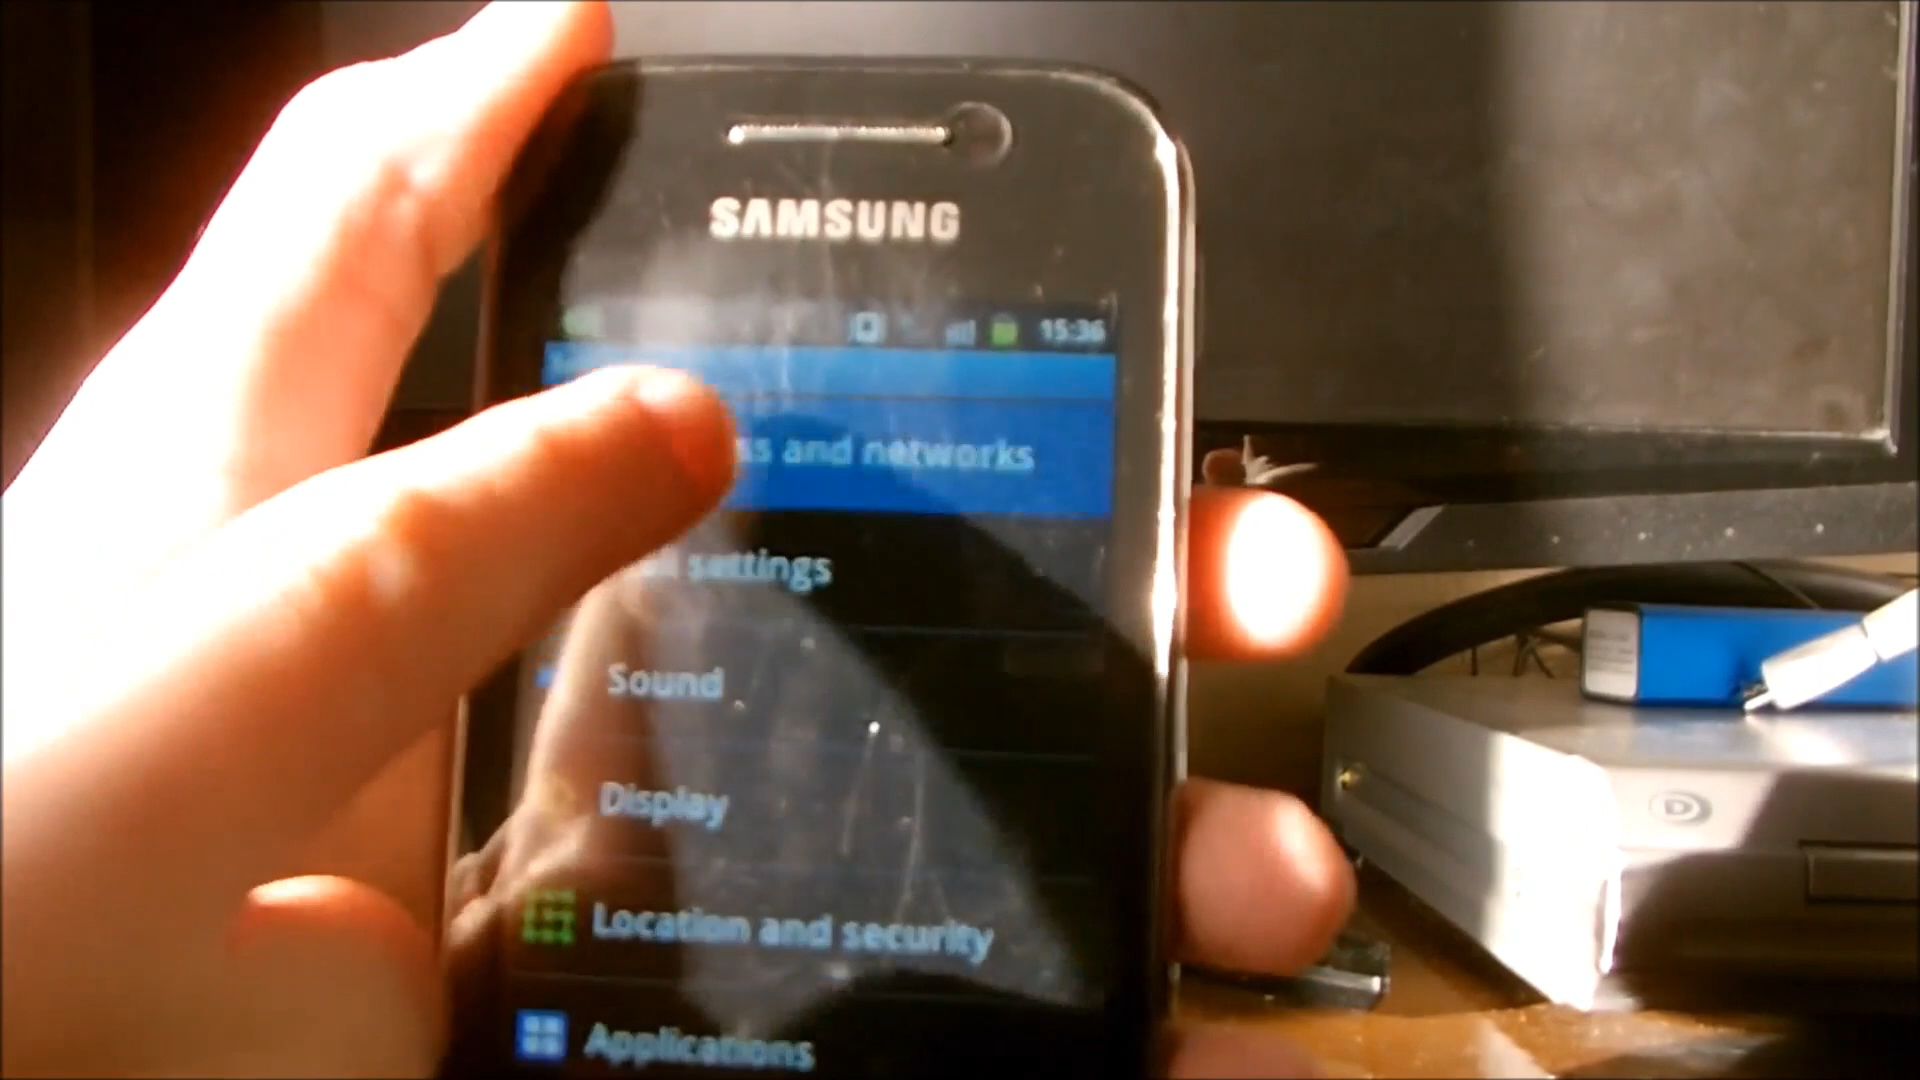 SAMSUNG
15:36
and networks
settings
Sound
Display
Location and security
Applications
D